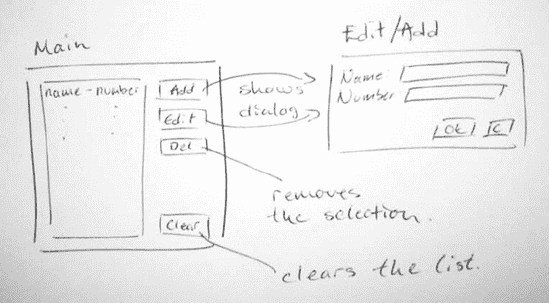 Main
Edit/Add
name-number
Add
Edit
Del
Clear
shows
dialog
Name
Number
OK
C
removes
the selection.
clears the list.